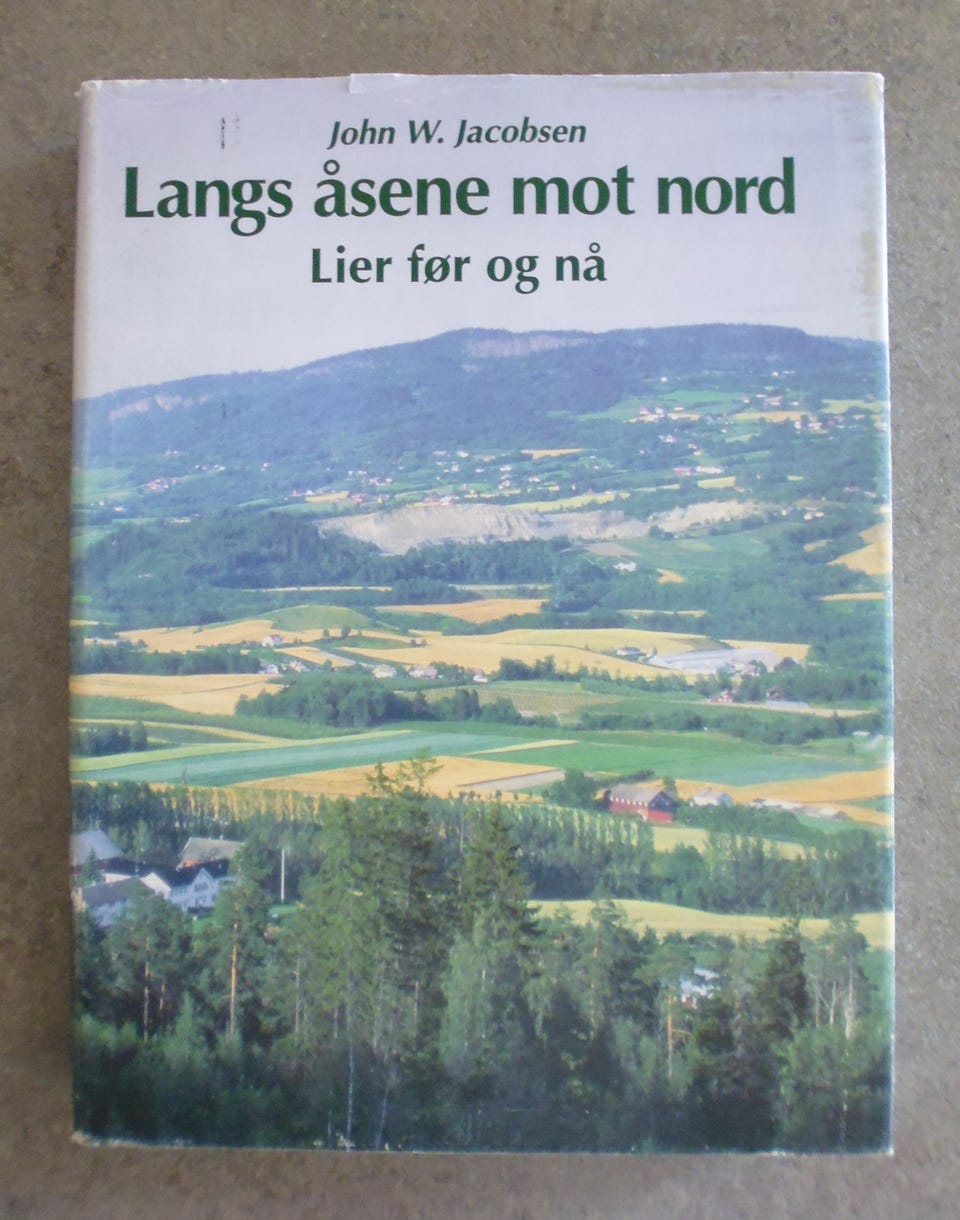 John W. Jacobsen
Langs åsene mot nord
Lier før og nå